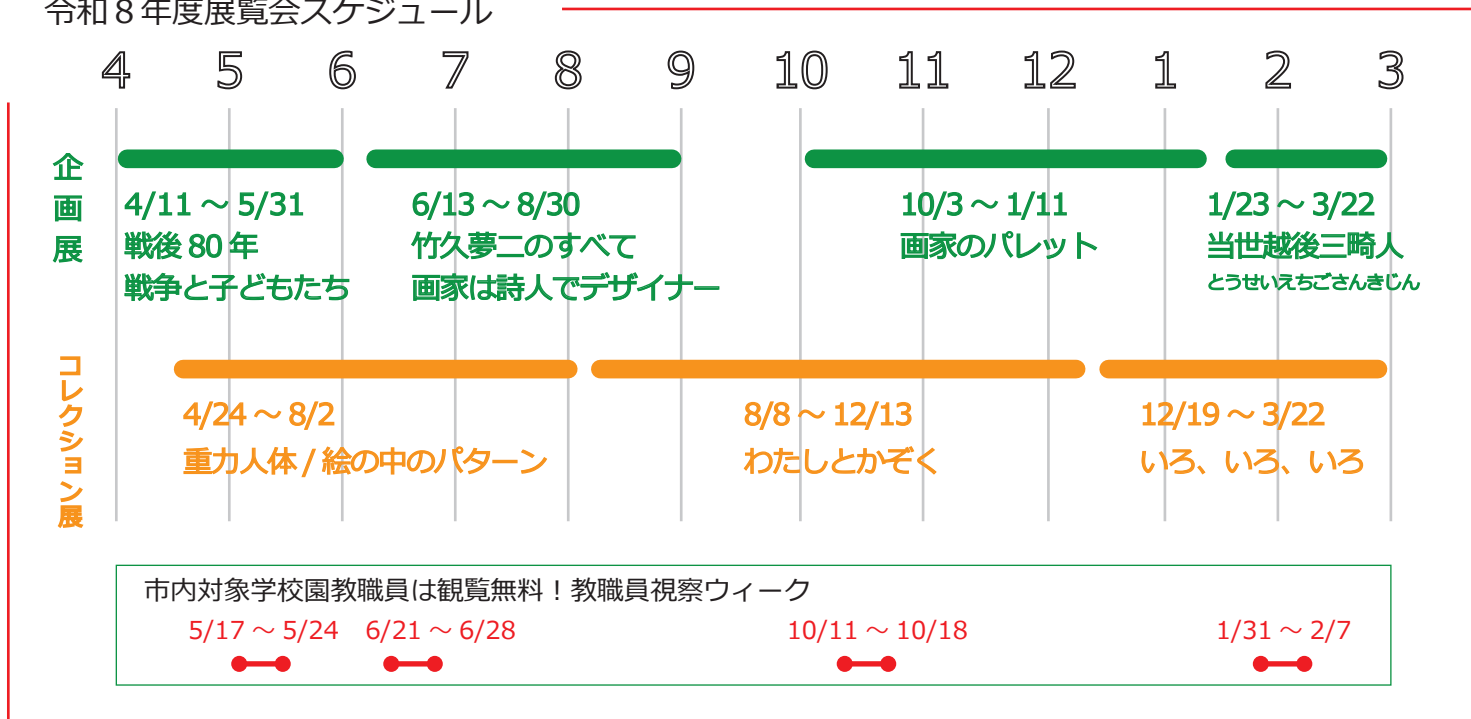 令和８年度展覧会スケジュール
4 5 6 7 8 9 10 11 12 1 2 3
企画展
4/11 ～ 5/31
戦後 80 年
戦争と子どもたち
6/13 ～ 8/30
竹久夢二のすべて
画家は詩人でデザイナー
10/3 ～ 1/11
画家のパレット
1/23 ～ 3/22
当世越後三畸人
とうせいえちごさんきじん
コレクション展
4/24 ～ 8/2
重力人体 / 絵の中のパターン
8/8 ～ 12/13
わたしとかぞく
12/19 ～ 3/22
いろ、いろ、いろ
市内対象学校園教職員は観覧無料！教職員視察ウィーク
5/17 ～ 5/24
6/21 ～ 6/28
10/11 ～ 10/18
1/31 ～ 2/7